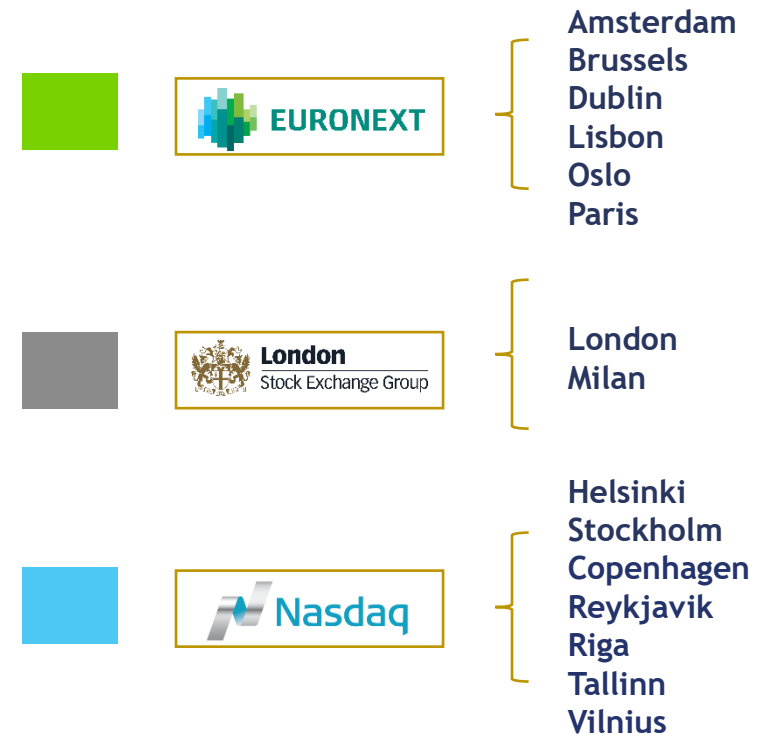 EURONEXT
Amsterdam
Brussels
Dublin
Lisbon
Oslo
Paris
London
Stock Exchange Group
London
Milan
Nasdaq
Helsinki
Stockholm
Copenhagen
Reykjavik
Riga
Tallinn
Vilnius